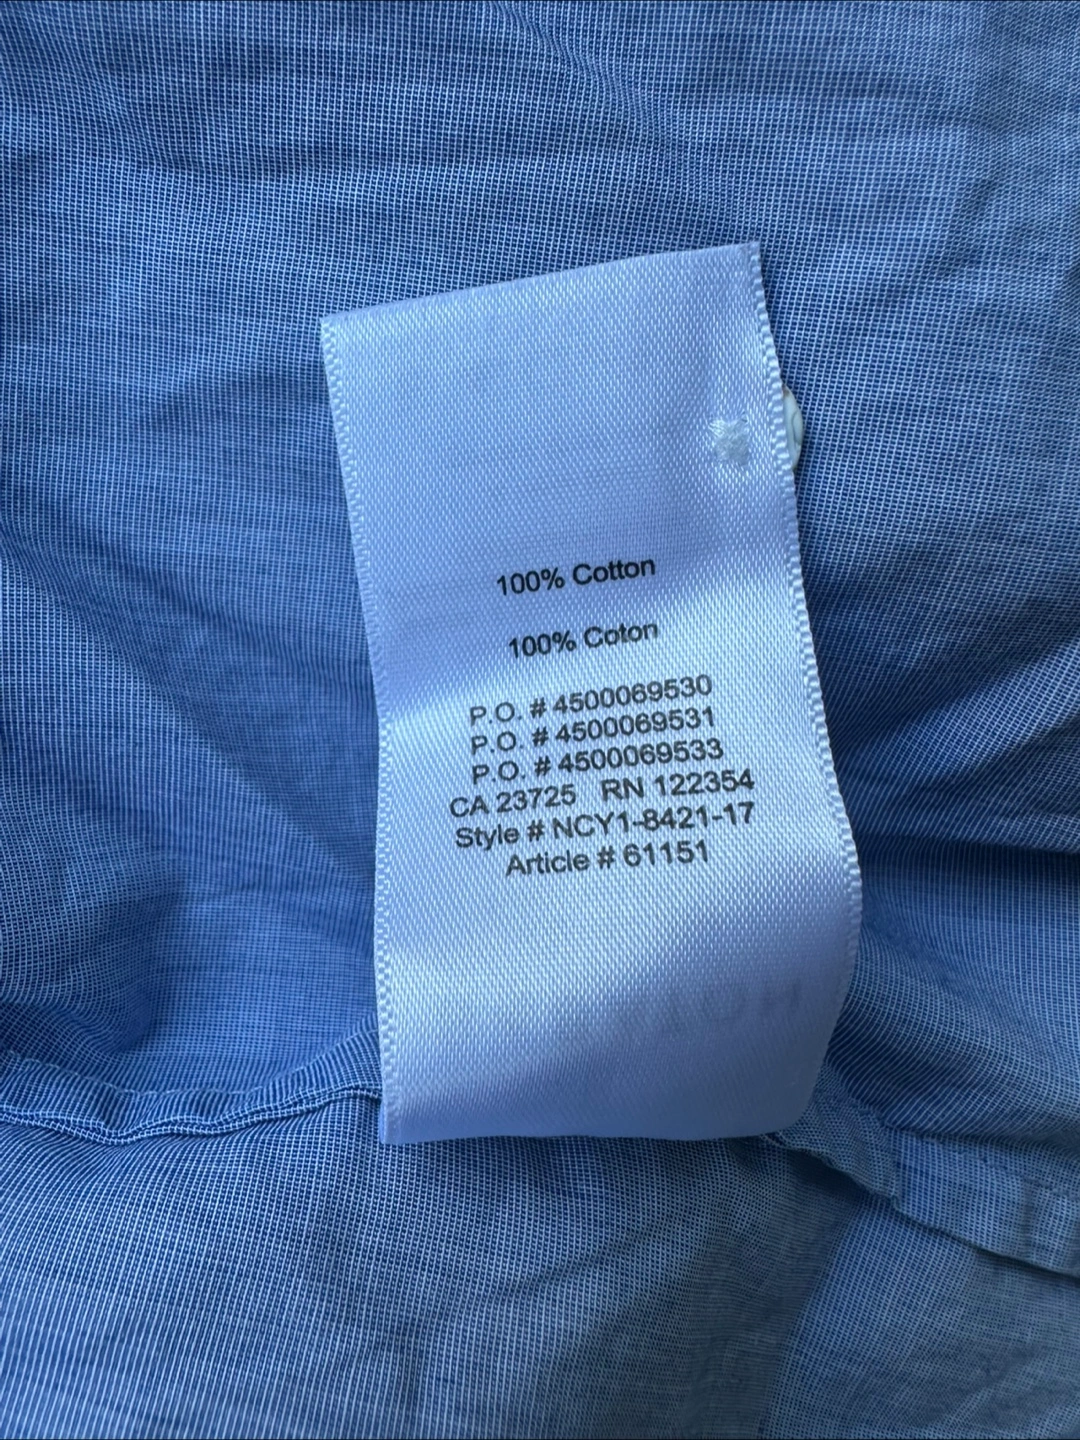 100% Cotton
100% Coton
P.O. # 4500069530
P.O. # 4500069531
P.O. # 4500069533
CA 23725 RN 122354
Style # NCY1-8421-17
Article # 61151